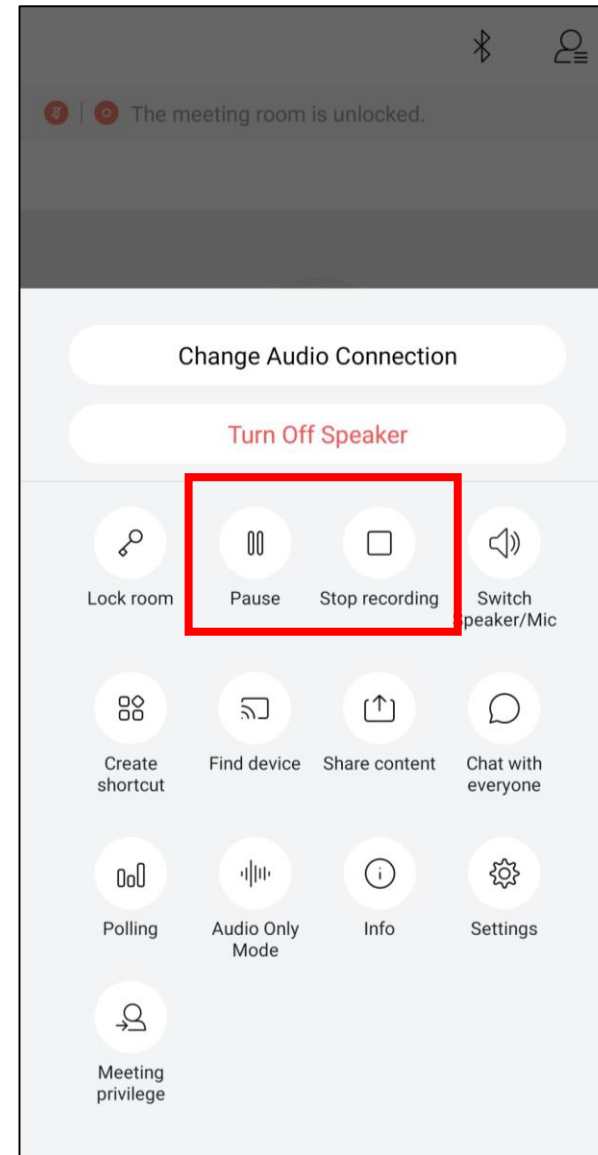 The meeting room is unlocked.
Change Audio Connection
Turn Off Speaker
Lock room
Pause
Stop recording
Switch
Speaker/Mic
Create
shortcut
Find device
Share content
Chat with
everyone
Polling
Audio Only
Mode
Info
Settings
Meeting
privilege